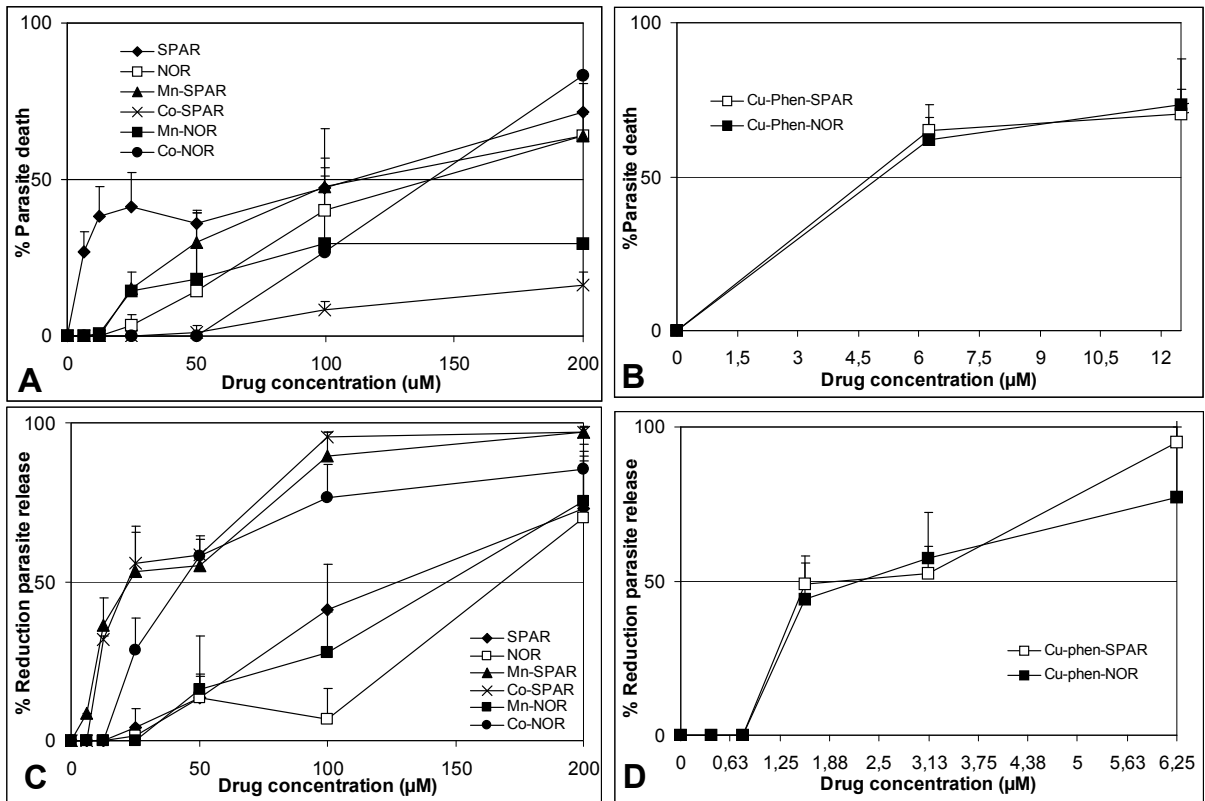 100
50
0
% Parasite death
SPAR
NOR
Mn-SPAR
Co-SPAR
Mn-NOR
Co-NOR
0 50 100 150 200
Drug concentration (uM)
A
100
50
0
%Parasite death
Cu-Phen-SPAR
Cu-Phen-NOR
0 1,5 3 4,5 6 7,5 9 10,5 12
Drug concentration (µM)
B
100
50
0
% Reduction parasite release
SPAR
NOR
Mn-SPAR
Co-SPAR
Mn-NOR
Co-NOR
0 50 100 150 200
Drug concentration (µM)
C
100
50
0
% Reduction parasite release
Cu-phen-SPAR
Cu-phen-NOR
0 0,63 1,25 1,88 2,5 3,13 3,75 4,38 5 5,63 6,25
Drug concentration (µM)
D